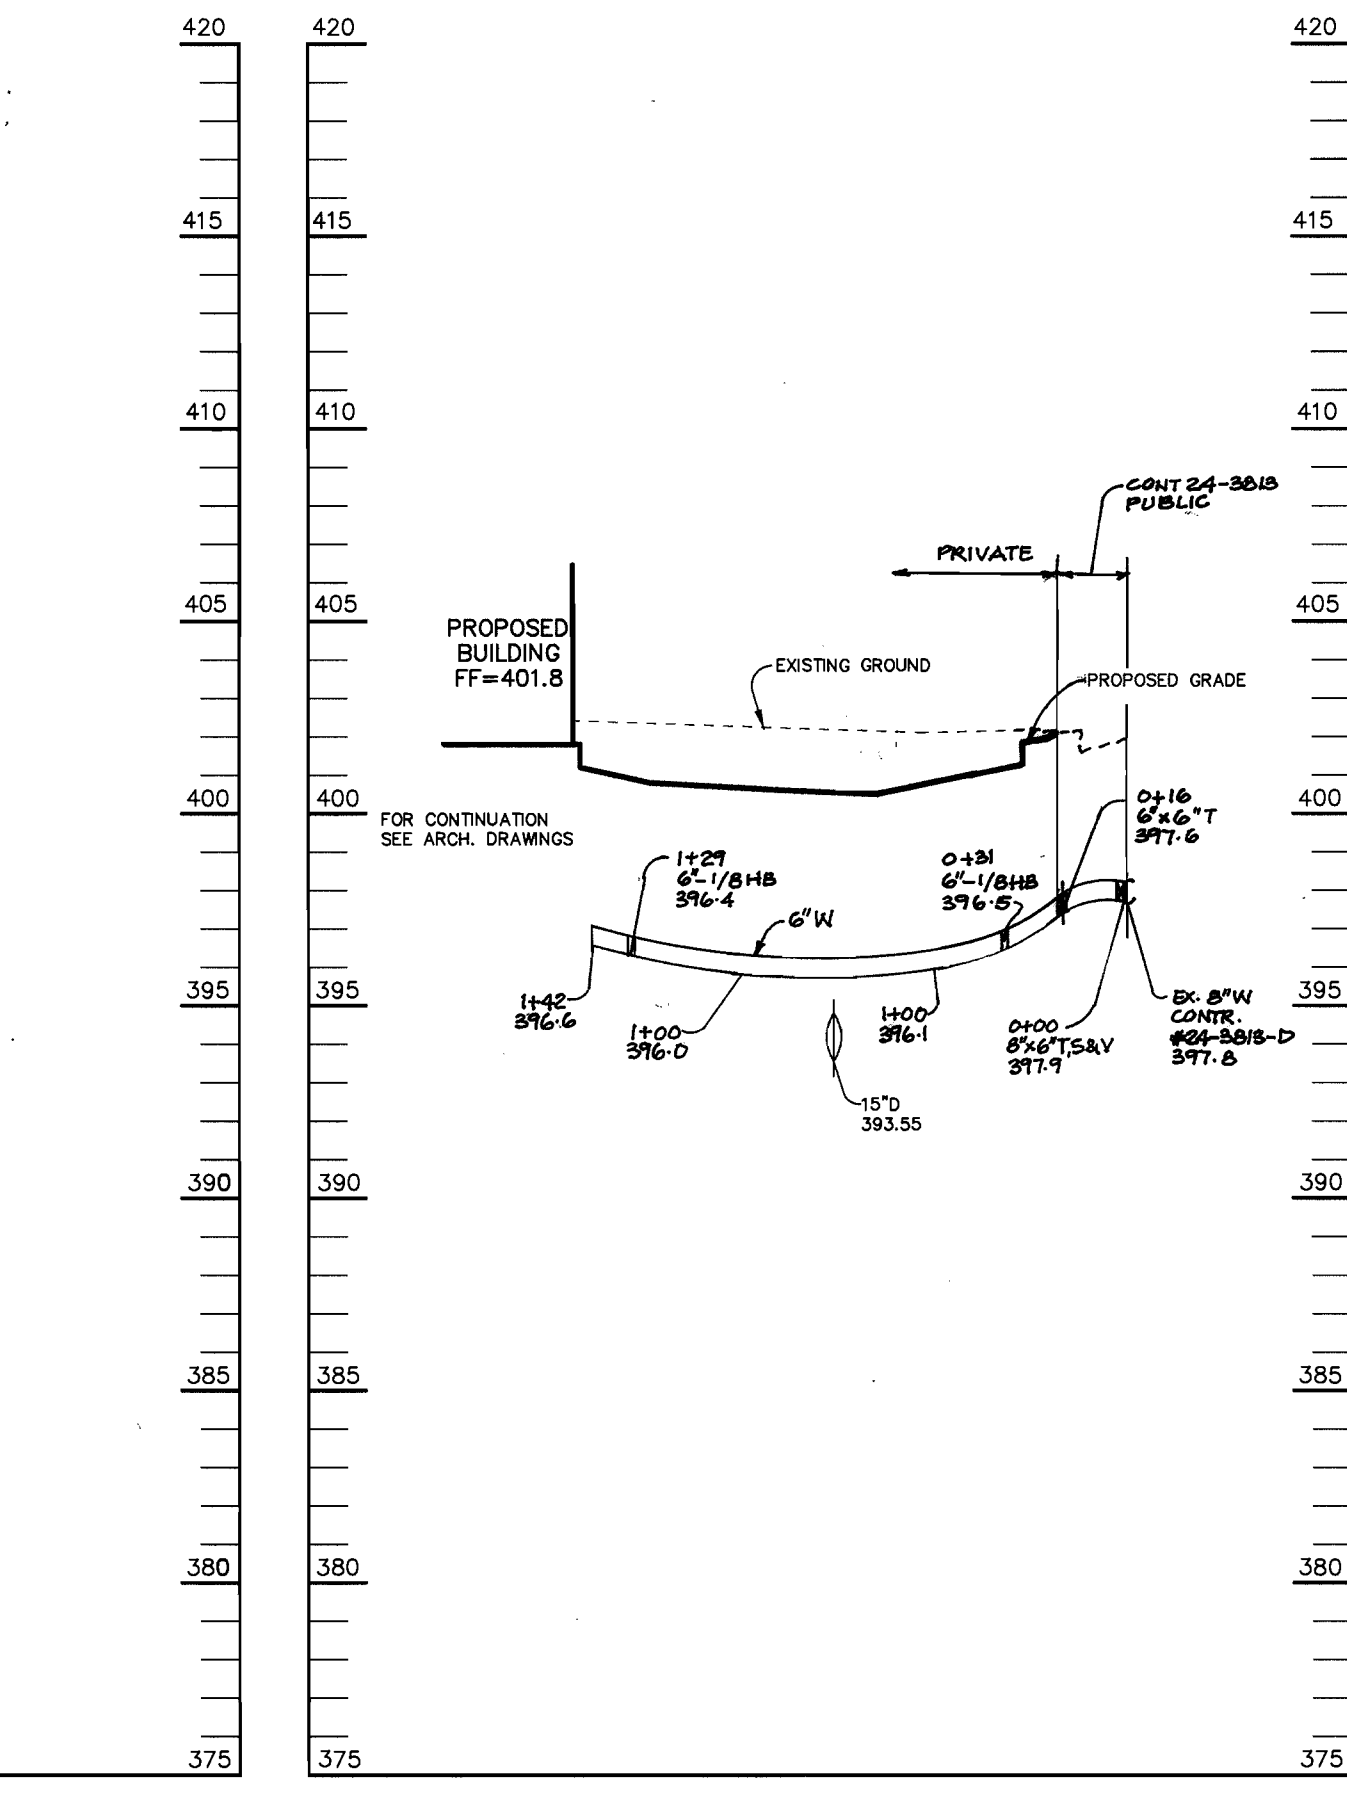 420 420 420
415 415 415
410 410 410
CONT 24-3813
PUBLIC
PRIVATE
405 405 405
PROPOSED
BUILDING
FF=401.8
EXISTING GROUND
PROPOSED GRADE
400 400 400
FOR CONTINUATION
SEE ARCH. DRAWINGS
0+16
6"x6"T
397.6
1+29
6"-1/8HB
396.4
0+31
6"-1/8HB
396.5
6"W
395 395 395
1+42
396.6
1+00
396.0
1+00
396.1
0+00
8"x6"T,S&V
397.9
EX. 8"W
CONTR.
#24-3813-D
397.8
15"D
393.55
390 390 390
385 385 385
380 380 380
375 375 375